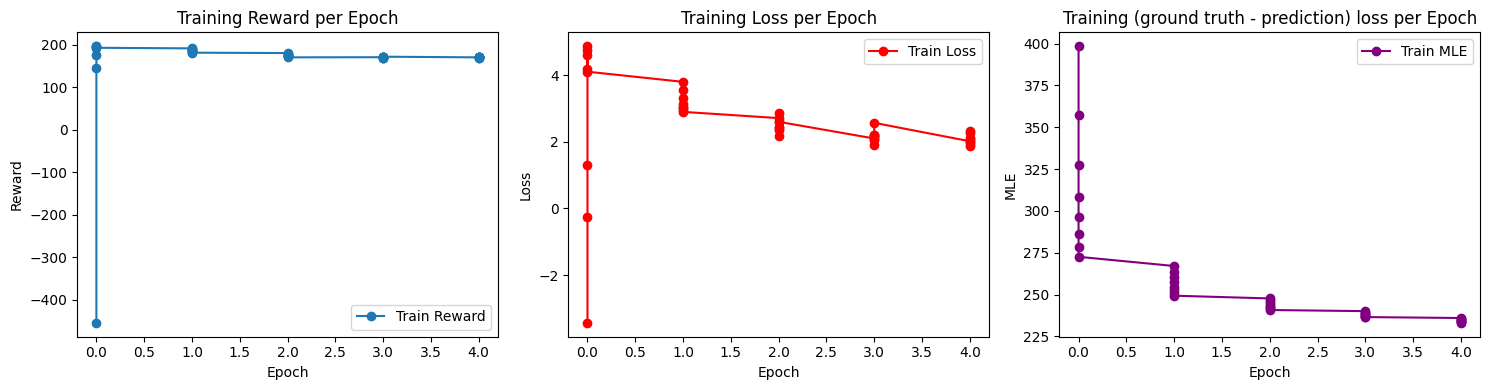 Training Reward per Epoch
Reward
200
100
0
−100
−200
−300
−400
Train Reward
0.0 0.5 1.0 1.5 2.0 2.5 3.0 3.5 4.0
Epoch
Training Loss per Epoch
Loss
4
2
0
−2
Train Loss
0.0 0.5 1.0 1.5 2.0 2.5 3.0 3.5 4.0
Epoch
Training (ground truth - prediction) loss per Epoch
MLE
400
375
350
325
300
275
250
225
Train MLE
0.0 0.5 1.0 1.5 2.0 2.5 3.0 3.5 4.0
Epoch